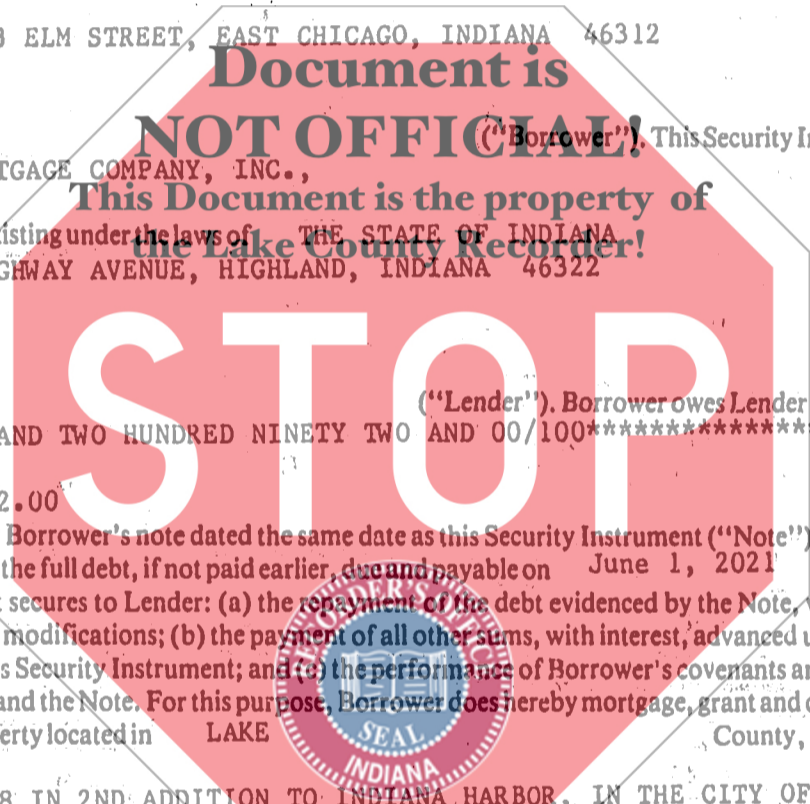 ELM STREET, EAST CHICAGO, INDIANA 46312
Document is
NOT OFFICIAL!
("Borrower"). This Security
TGAGE COMPANY, INC.,
This Document is the property of
isting under the laws of THE STATE OF INDIANA
the Lake County Recorder!
GHWAY AVENUE, HIGHLAND, INDIANA 46322
STOP
("Lender"). Borrower owes Lender
AND TWO HUNDRED NINETY TWO AND 00/100***************
2.00
Borrower's note dated the same date as this Security Instrument ("Note")
the full debt, if not paid earlier, due and payable on June 1, 2021
secures to Lender: (a) the repayment of the debt evidenced by the Note,
modifications; (b) the payment of all other sums, with interest, advanced
s Security Instrument; and (c) the performance of Borrower's covenants
and the Note. For this purpose, Borrower does hereby mortgage, grant and
erty located in LAKE County,
RECORDER'S OFFICE
SEAL
INDIANA
8 IN 2ND ADDITION TO INDIANA HARBOR, IN THE CITY OF